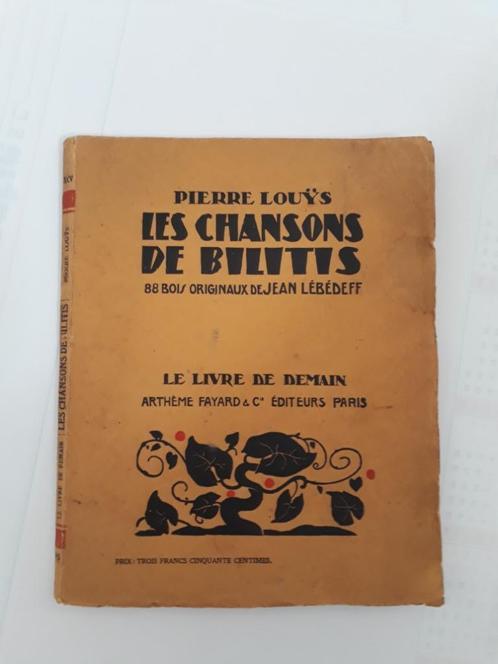 PIERRE LOUŸS
LES CHANSONS
DE BILITIS
88 BOIS ORIGINAUX DE JEAN LÉBÉDEFF
LE LIVRE DE DEMAIN
ARTHÈME FAYARD & Cie ÉDITEURS PARIS
PRIX: TROIS FRANCS CINQUANTE CENTIMES.
LE LIVRE DE DEMAIN
LES CHANSONS DE BILITIS
PIERRE LOUŸS